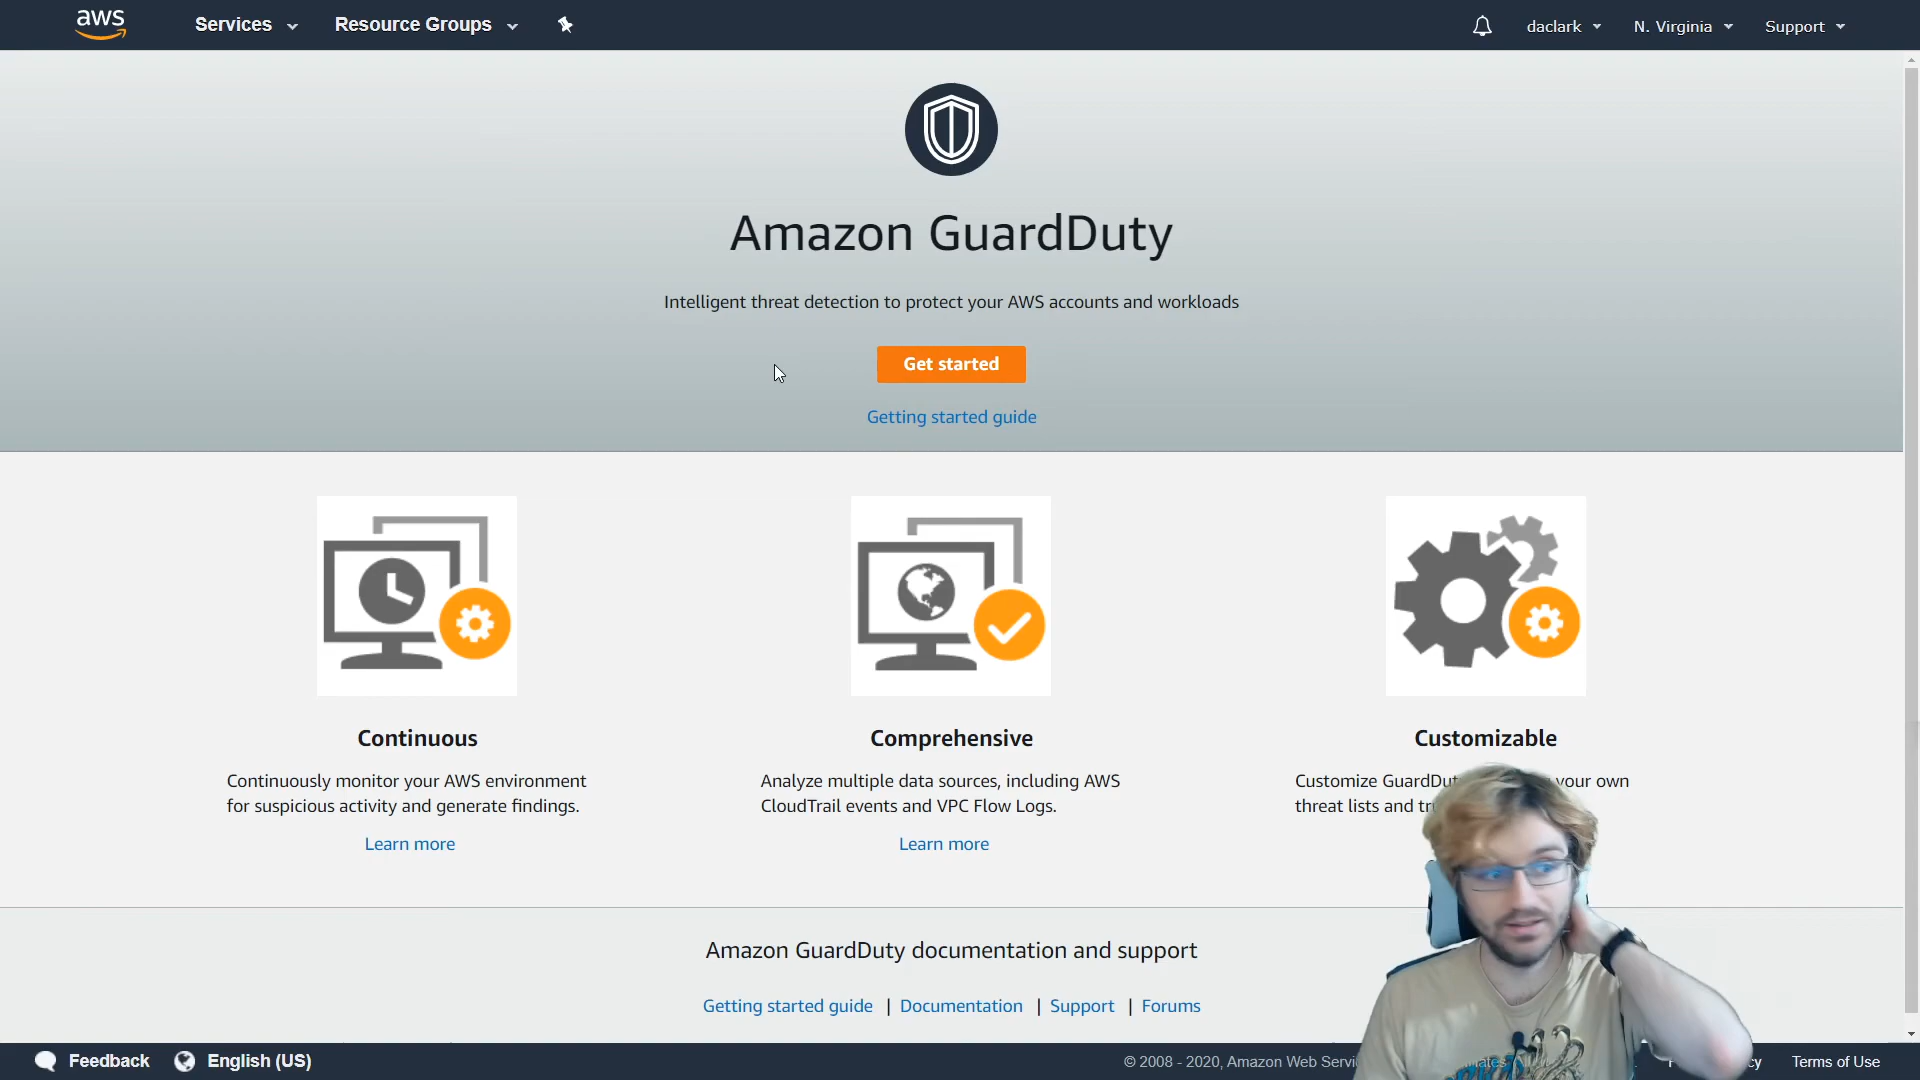 aws Services Resource Groups daclark N. Virginia Support
Amazon GuardDuty
Intelligent threat detection to protect your AWS accounts and workloads
Get started
Getting started guide
Continuous
Continuously monitor your AWS environment
for suspicious activity and generate findings.
Learn more
Comprehensive
Analyze multiple data sources, including AWS
CloudTrail events and VPC Flow Logs.
Learn more
Customizable
Customize your own
threat lists and
Amazon GuardDuty documentation and support
Getting started guide | Documentation | Support | Forums
Feedback English (US) © 2008 - 2020, Amazon Web Terms of Use